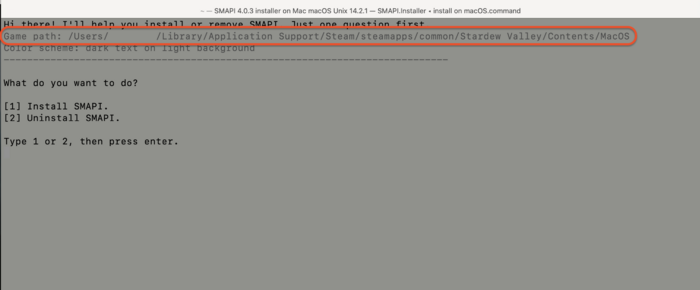 -- SMAPI 4.0.3 installer on Mac macOS Unix 14.2.1 — SMAPI.Installer • install on macOS.command
Hi there! I'll help you install or remove SMAPI. Just one question first.
Game path: /Users/ /Library/Application Support/Steam/steamapps/common/Stardew Valley/Contents/MacOS
Color scheme: dark text on light background
What do you want to do?
[1] Install SMAPI.
[2] Uninstall SMAPI.
Type 1 or 2, then press enter.